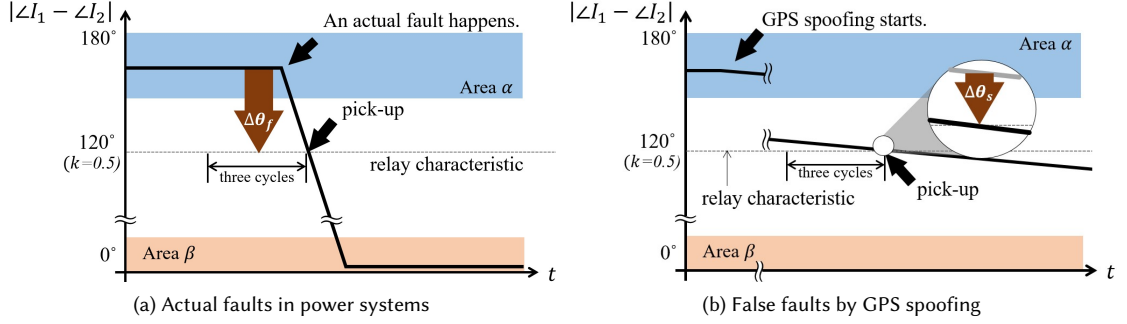 |∠I₁ − ∠I₂|
180°
An actual fault happens.
Area α
Δθf
pick-up
120°
(k=0.5)
relay characteristic
three cycles
0°
Area β
t
(a) Actual faults in power systems
|∠I₁ − ∠I₂|
180°
GPS spoofing starts.
Area α
Δθs
120°
(k=0.5)
three cycles
pick-up
relay characteristic
0°
Area β
t
(b) False faults by GPS spoofing